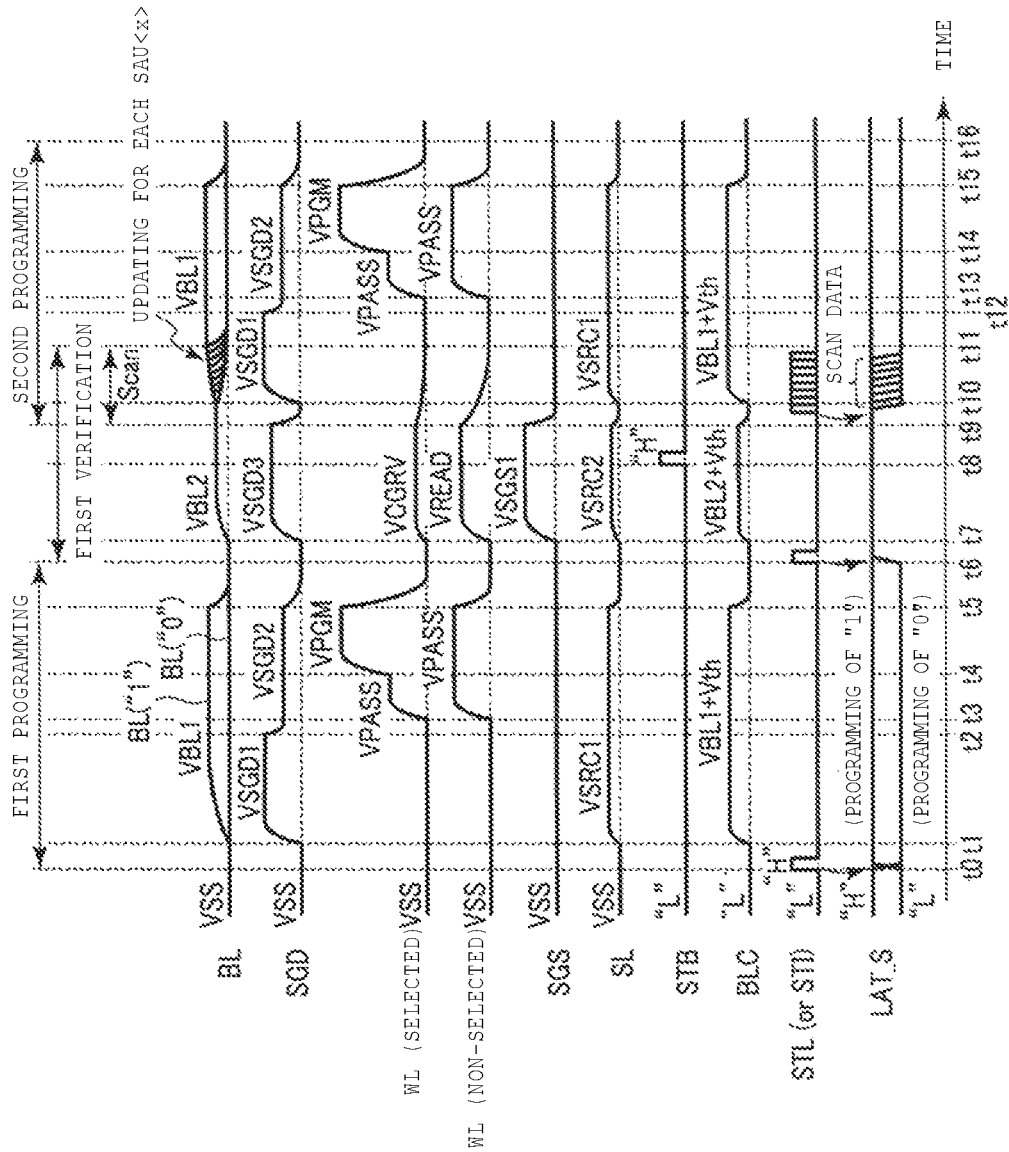 FIRST PROGRAMMING
SECOND PROGRAMMING
FIRST VERIFICATION
Scan
UPDATING FOR EACH SAU<x>
BL VSS VBL1 BL("1") BL("0") VBL2 VBL1
SGD VSS VSGD1 VSGD2 VSGD3 VSGD1 VSGD2
WL (SELECTED) VSS VPASS VPGM VCGRV VPASS VPGM
WL (NON-SELECTED) VSS VPASS VREAD VPASS
SGS VSS VSGS1
SL VSS VSRC1 VSRC2 VSRC1
STB "L" "H"
BLC "L" VBL1+Vth VBL2+Vth VBL1+Vth
STL (or STI) "L" "H"
SCAN DATA
LAT_S "H" (PROGRAMMING OF "1")
"L" (PROGRAMMING OF "0")
t0 t1 t2 t3 t4 t5 t6 t7 t8 t9 t10 t11 t12 t13 t14 t15 t16
TIME